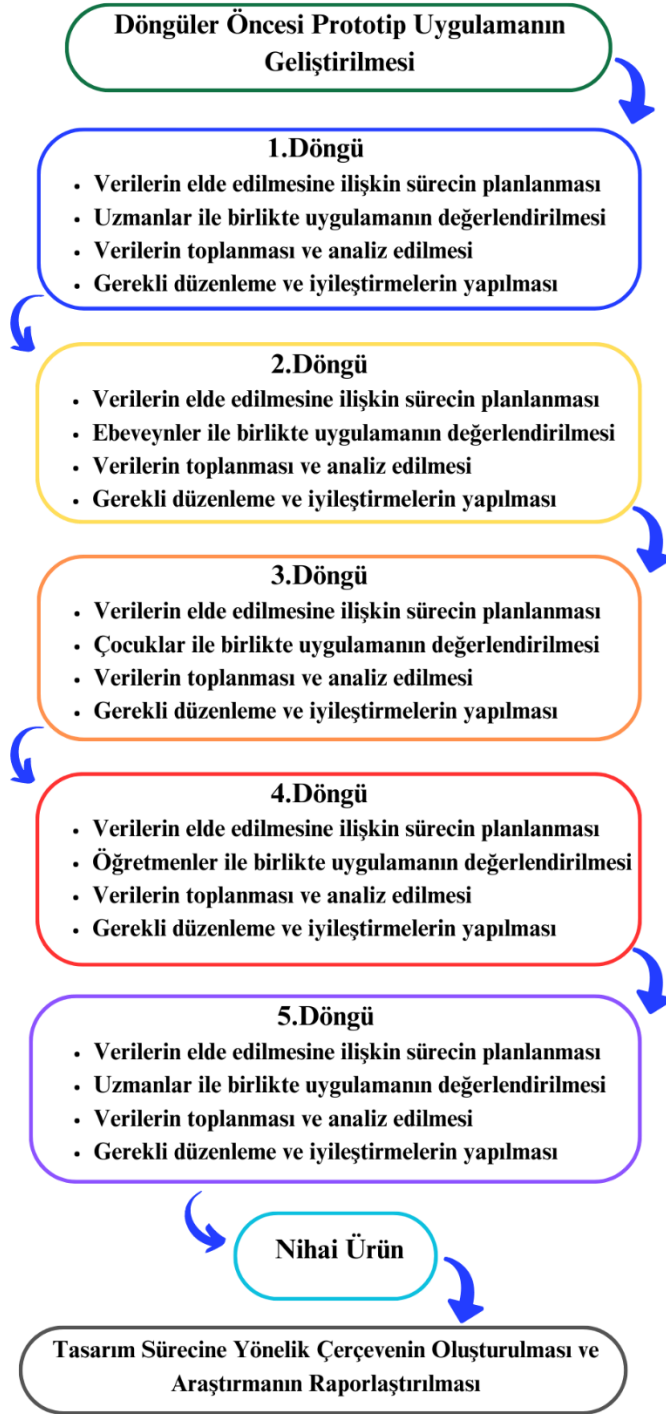 Döngüler Öncesi Prototip Uygulamanın
Geliştirilmesi
1.Döngü
• Verilerin elde edilmesine ilişkin sürecin planlanması
• Uzmanlar ile birlikte uygulamanın değerlendirilmesi
• Verilerin toplanması ve analiz edilmesi
• Gerekli düzenleme ve iyileştirmelerin yapılması
2.Döngü
• Verilerin elde edilmesine ilişkin sürecin planlanması
• Ebeveynler ile birlikte uygulamanın değerlendirilmesi
• Verilerin toplanması ve analiz edilmesi
• Gerekli düzenleme ve iyileştirmelerin yapılması
3.Döngü
• Verilerin elde edilmesine ilişkin sürecin planlanması
• Çocuklar ile birlikte uygulamanın değerlendirilmesi
• Verilerin toplanması ve analiz edilmesi
• Gerekli düzenleme ve iyileştirmelerin yapılması
4.Döngü
• Verilerin elde edilmesine ilişkin sürecin planlanması
• Öğretmenler ile birlikte uygulamanın değerlendirilmesi
• Verilerin toplanması ve analiz edilmesi
• Gerekli düzenleme ve iyileştirmelerin yapılması
5.Döngü
• Verilerin elde edilmesine ilişkin sürecin planlanması
• Uzmanlar ile birlikte uygulamanın değerlendirilmesi
• Verilerin toplanması ve analiz edilmesi
• Gerekli düzenleme ve iyileştirmelerin yapılması
Nihai Ürün
Tasarım Sürecine Yönelik Çerçevenin Oluşturulması ve
Araştırmanın Raporlaştırılması